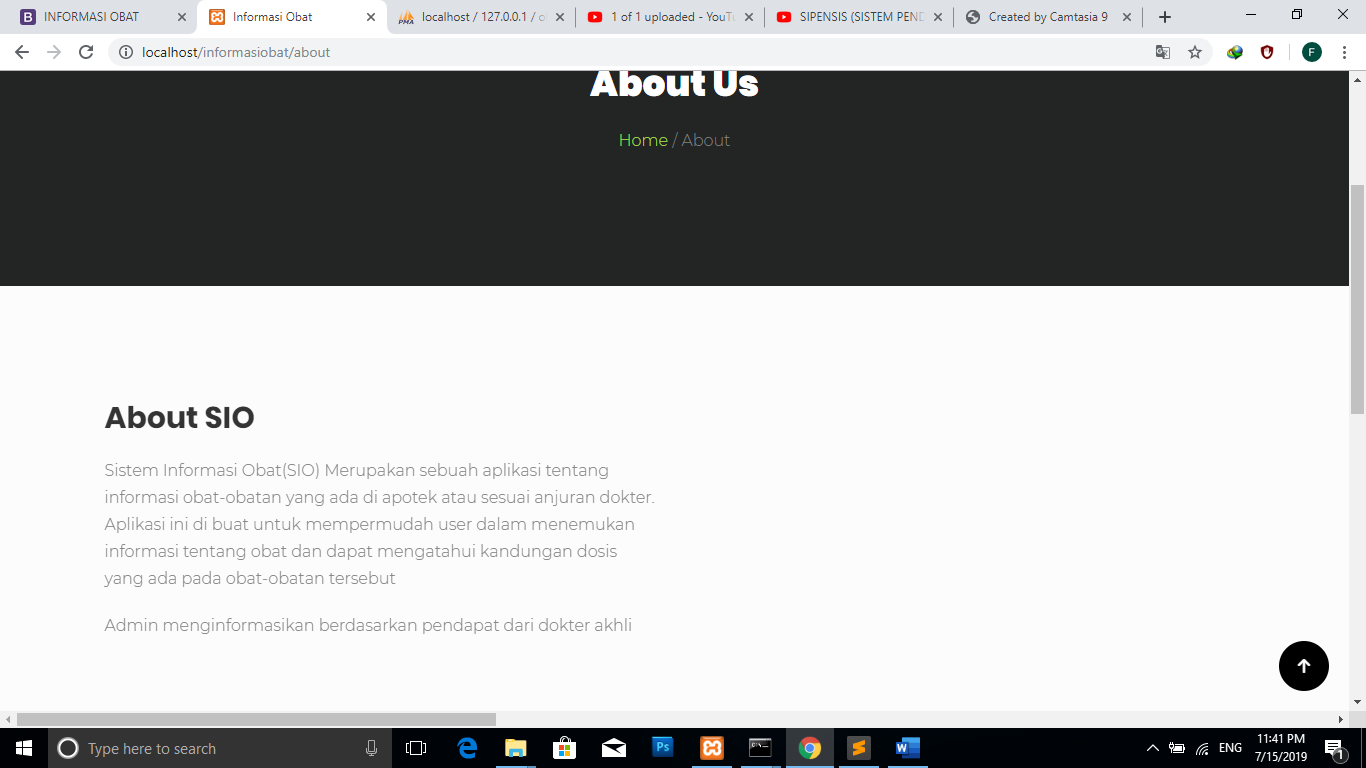 INFORMASI OBAT
Informasi Obat
localhost / 127.0.0.1 / o
1 of 1 uploaded - YouTu
SIPENSIS (SISTEM PEND
Created by Camtasia 9
localhost/informasiobat/about
F
About Us
Home / About
About SIO
Sistem Informasi Obat(SIO) Merupakan sebuah aplikasi tentang
informasi obat-obatan yang ada di apotek atau sesuai anjuran dokter.
Aplikasi ini di buat untuk mempermudah user dalam menemukan
informasi tentang obat dan dapat mengatahui kandungan dosis
yang ada pada obat-obatan tersebut
Admin menginformasikan berdasarkan pendapat dari dokter akhli
Type here to search
ENG
11:41 PM
7/15/2019
1